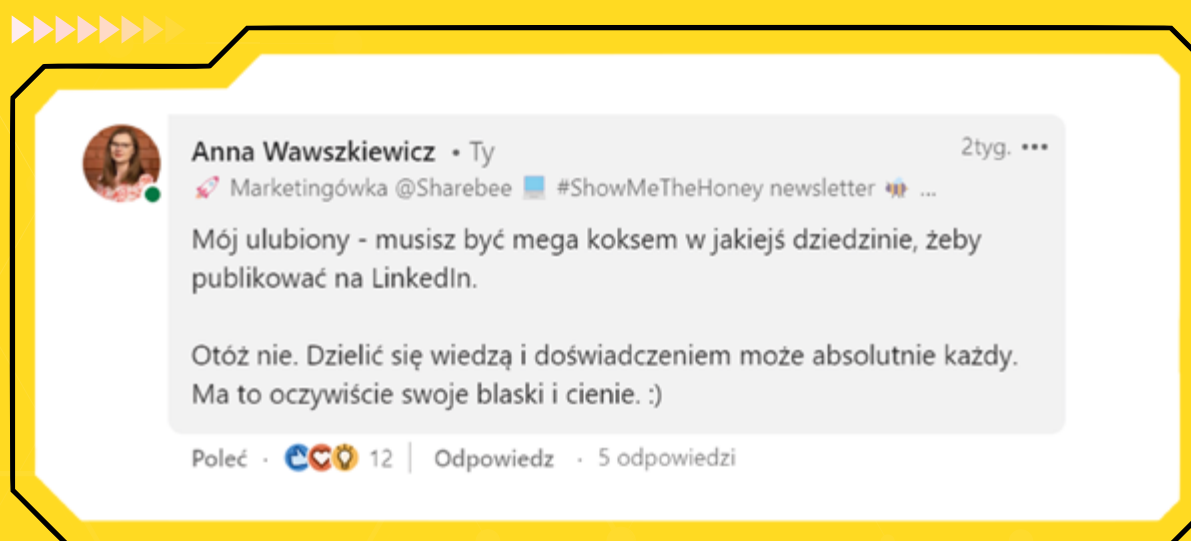 Anna Wawszkiewicz • Ty 2tyg. •••
🚀 Marketingówka @Sharebee 💻 #ShowMeTheHoney newsletter 🐝 ...
Mój ulubiony - musisz być mega koksem w jakiejś dziedzinie, żeby
publikować na LinkedIn.
Otóż nie. Dzielić się wiedzą i doświadczeniem może absolutnie każdy.
Ma to oczywiście swoje blaski i cienie. :)
Poleć · 12 | Odpowiedz · 5 odpowiedzi